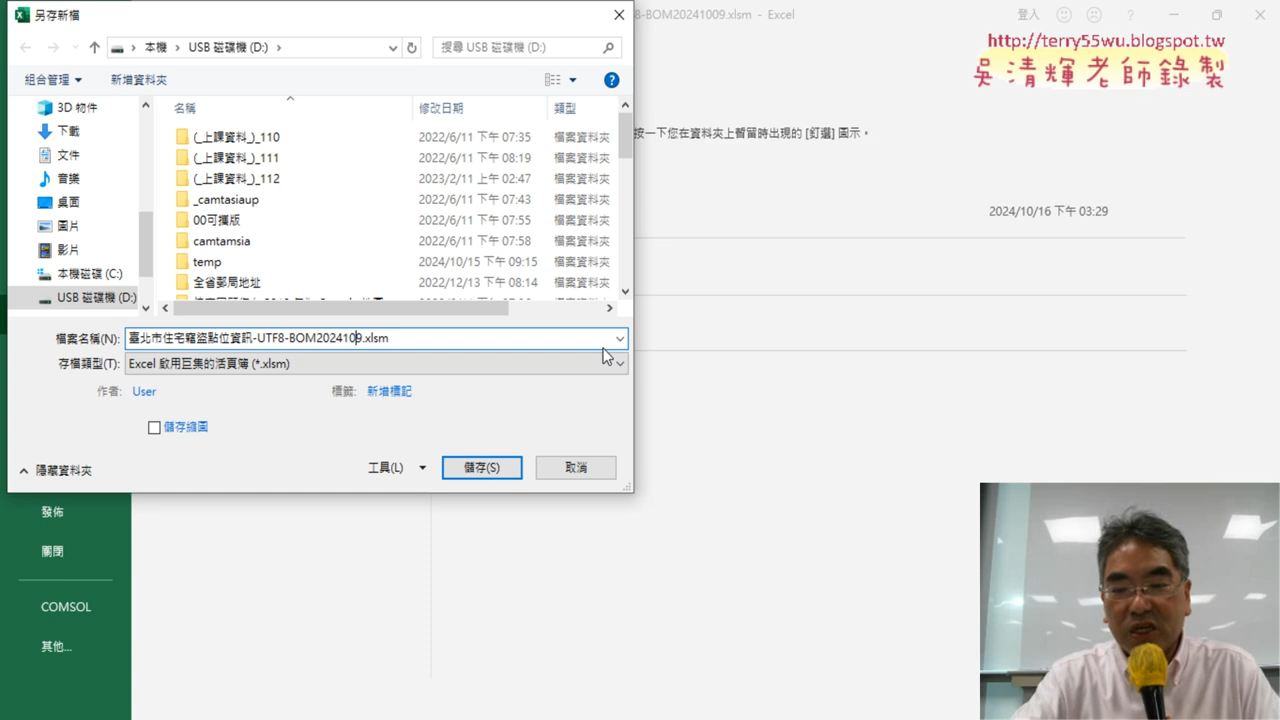 另存新檔
8-BOM20241009.xlsm - Excel
登入
http://terry55wu.blogspot.tw
吳清輝老師錄製
本機 > USB 磁碟機 (D:) >
搜尋 USB 磁碟機 (D:)
組合管理
新增資料夾
按一下您在資料夾上暫留時出現的 [釘選] 圖示。
名稱
修改日期
類型
3D 物件
下載
文件
音樂
桌面
圖片
影片
本機磁碟 (C:)
USB 磁碟機 (D:)
(_上課資料_)_110 2022/6/11 下午 07:35 檔案資料夾
(_上課資料_)_111 2022/6/11 下午 08:19 檔案資料夾
(_上課資料_)_112 2023/2/11 上午 02:47 檔案資料夾
_camtasiaup 2022/6/11 下午 07:43 檔案資料夾
00可攜版 2022/6/11 下午 07:55 檔案資料夾
camtamsia 2022/6/11 下午 07:58 檔案資料夾
temp 2024/10/15 下午 09:15 檔案資料夾
全省郵局地址 2022/12/13 下午 08:14 檔案資料夾
2024/10/16 下午 03:29
檔案名稱(N): 臺北市住宅竊盜點位資訊-UTF8-BOM2024109.xlsm
存檔類型(T): Excel 啟用巨集的活頁簿 (*.xlsm)
作者: User
標籤: 新增標記
儲存縮圖
隱藏資料夾
工具(L)
儲存(S)
取消
發佈
關閉
COMSOL
其他...